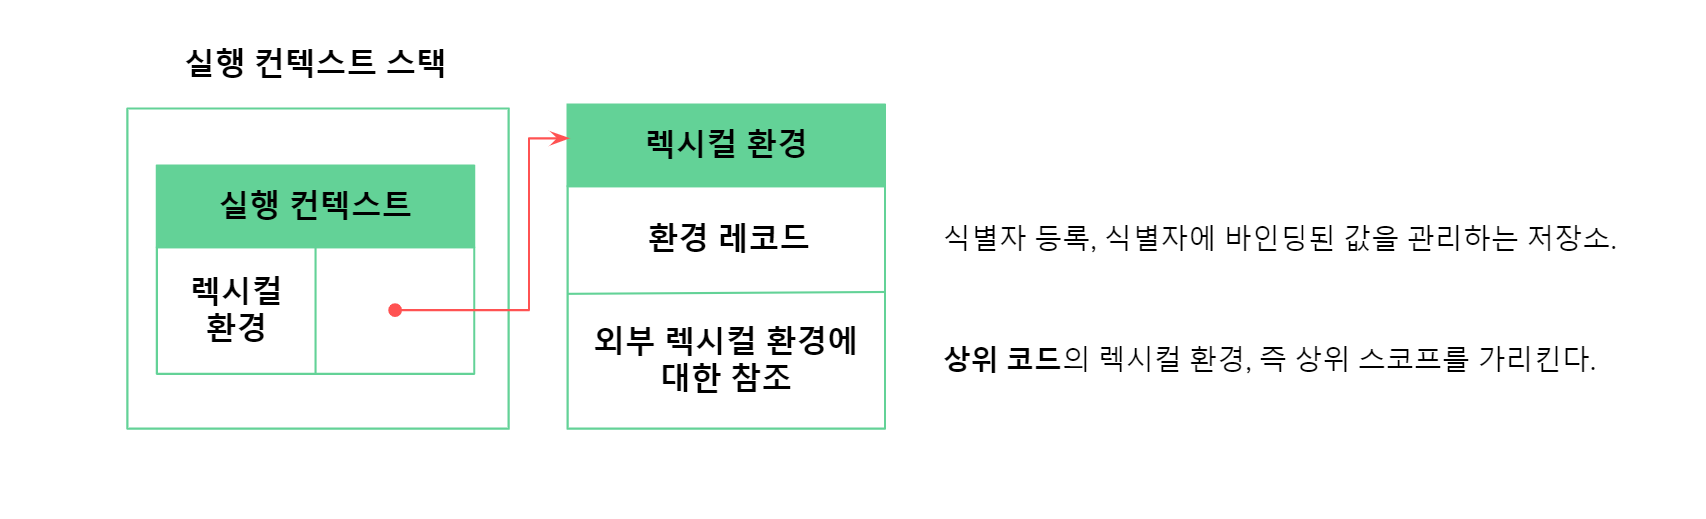 실행 컨텍스트 스택
실행 컨텍스트
렉시컬
환경
렉시컬 환경
환경 레코드
식별자 등록, 식별자에 바인딩된 값을 관리하는 저장소.
외부 렉시컬 환경에
대한 참조
상위 코드의 렉시컬 환경, 즉 상위 스코프를 가리킨다.